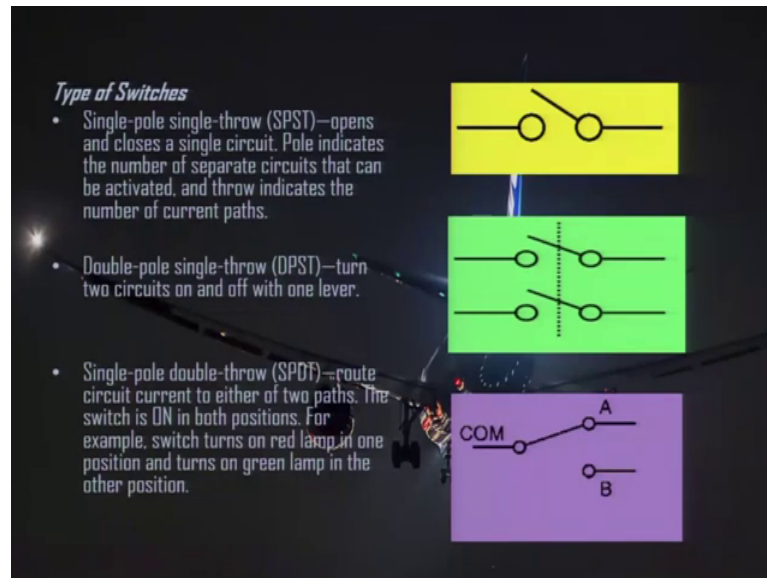 Type of Switches
• Single-pole single-throw (SPST)—opens
and closes a single circuit. Pole indicates
the number of separate circuits that can
be activated, and throw indicates the
number of current paths.
• Double-pole single-throw (DPST)—turn
two circuits on and off with one lever.
• Single-pole double-throw (SPDT)—route
circuit current to either of two paths. The
switch is ON in both positions. For
example, switch turns on red lamp in one
position and turns on green lamp in the
other position.
A
COM
B